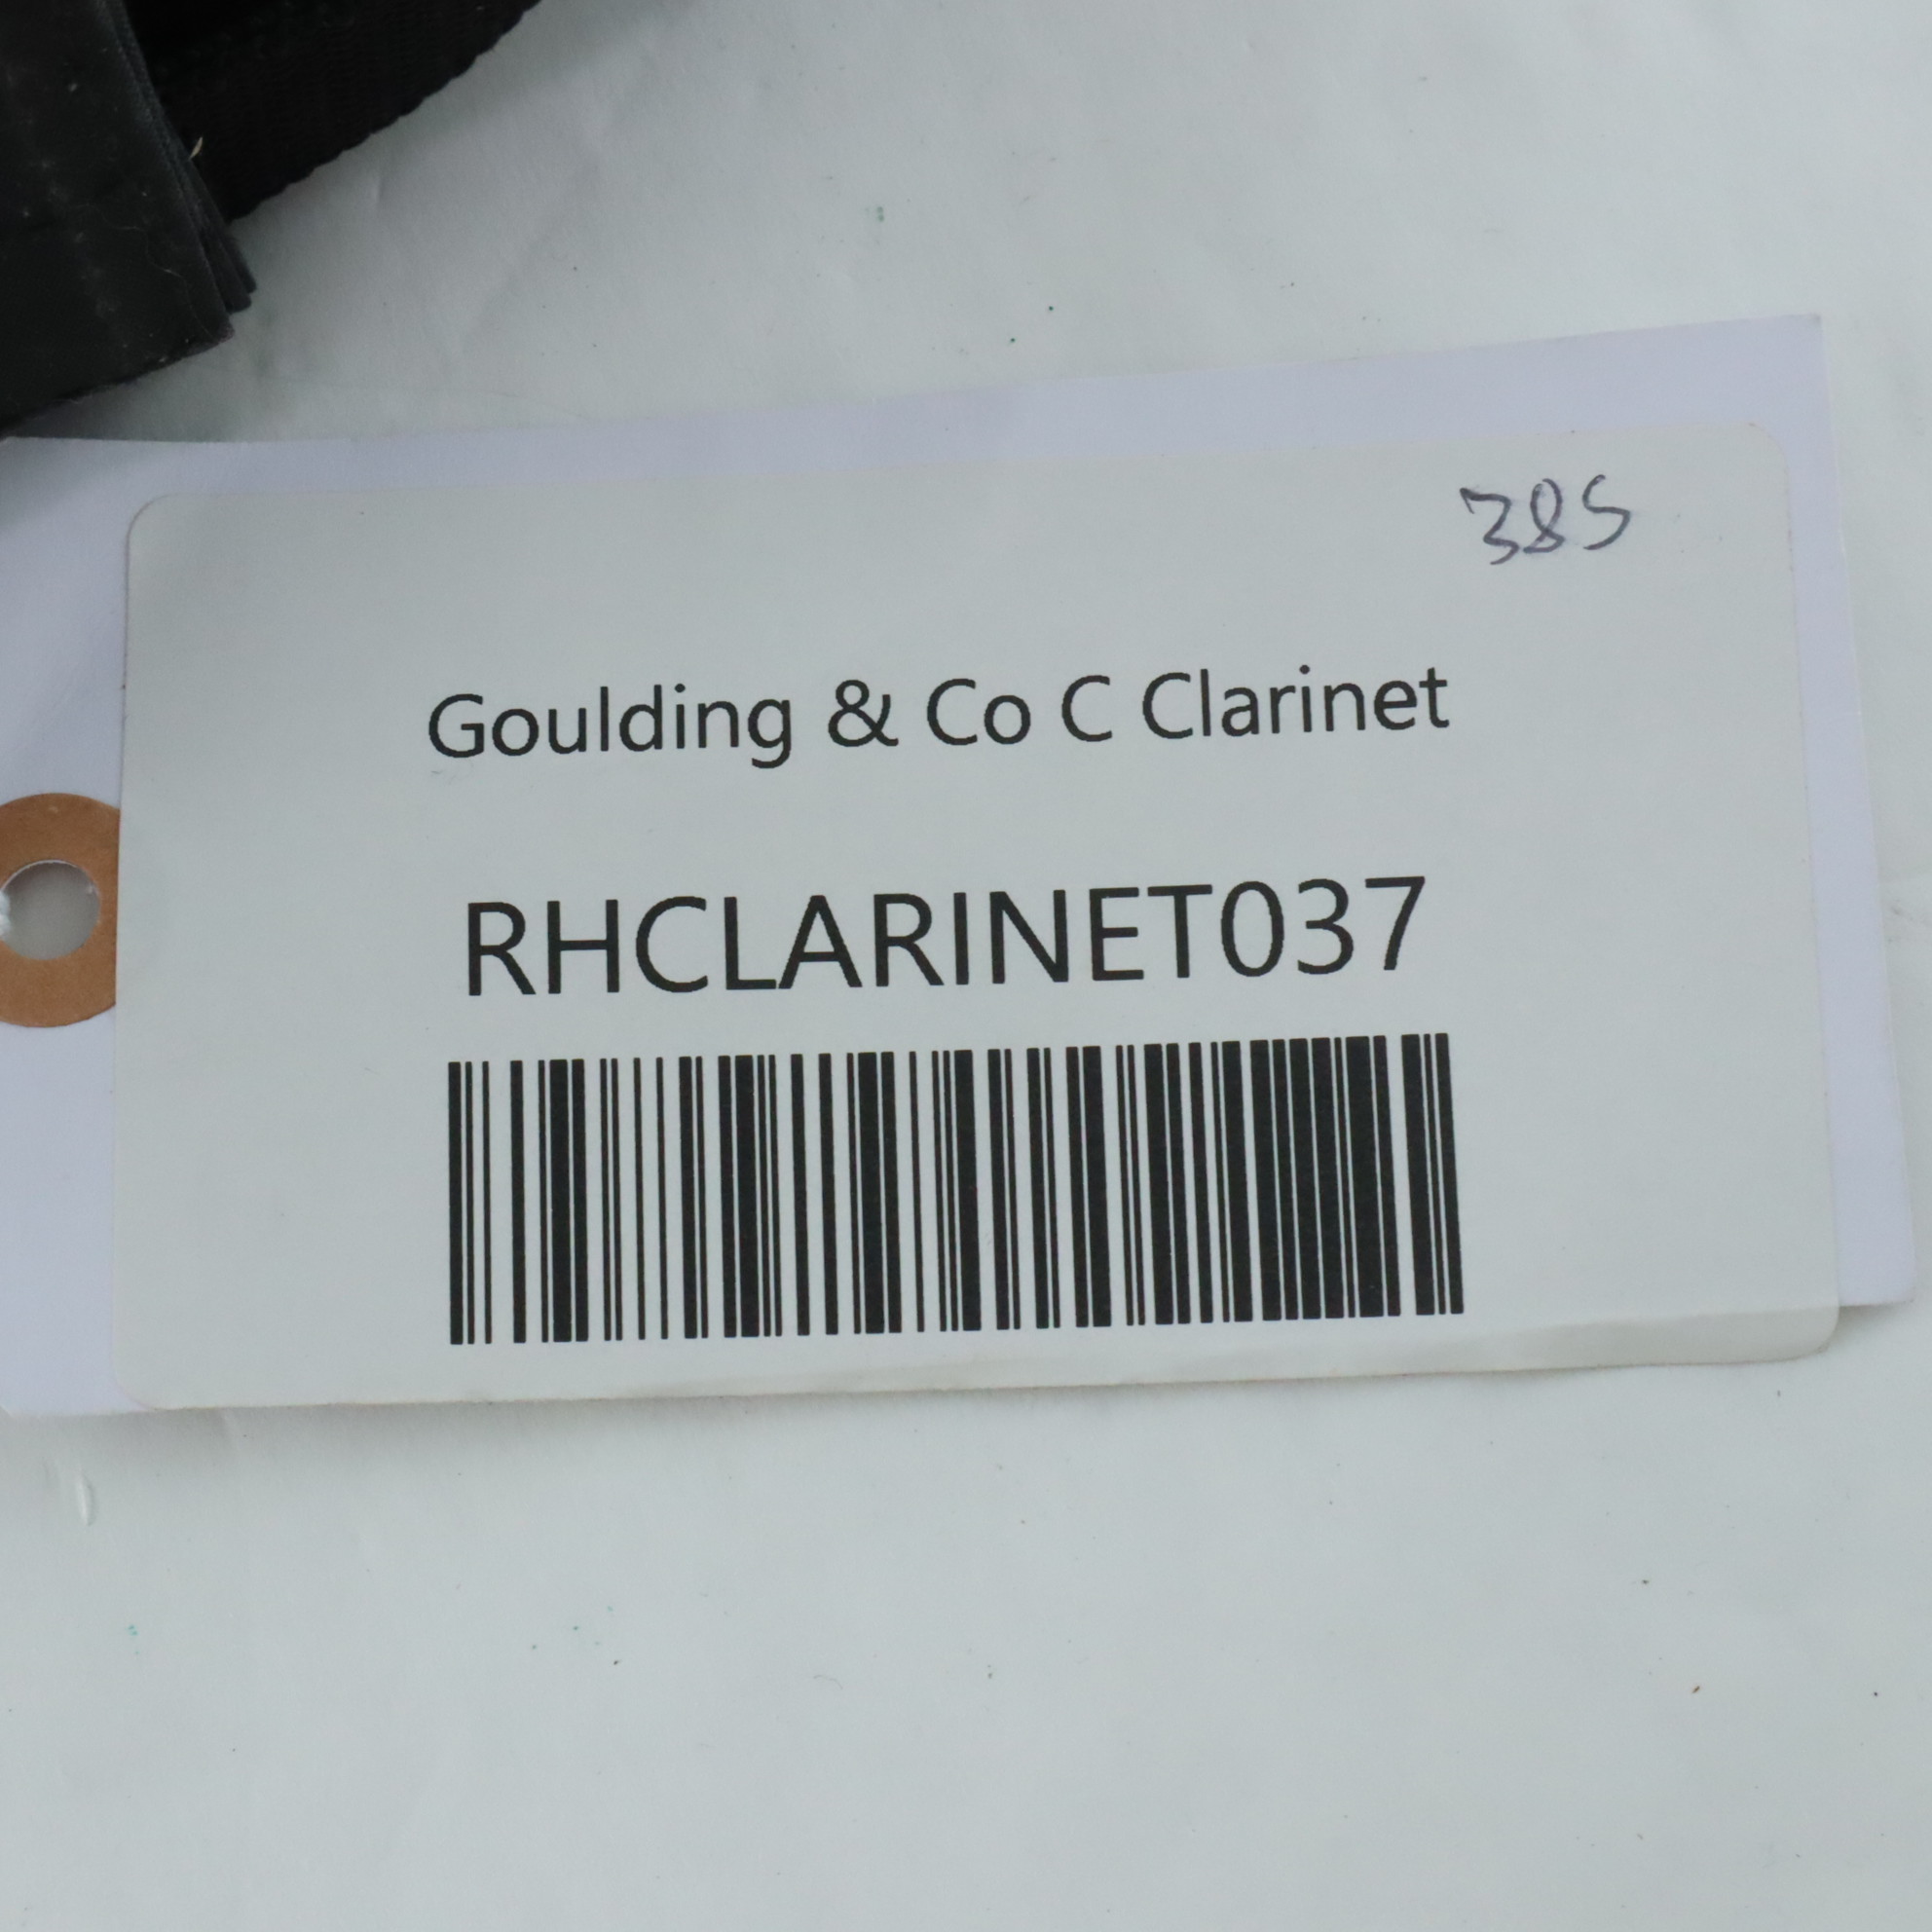 385
Goulding & Co C Clarinet
RHCLARINET037